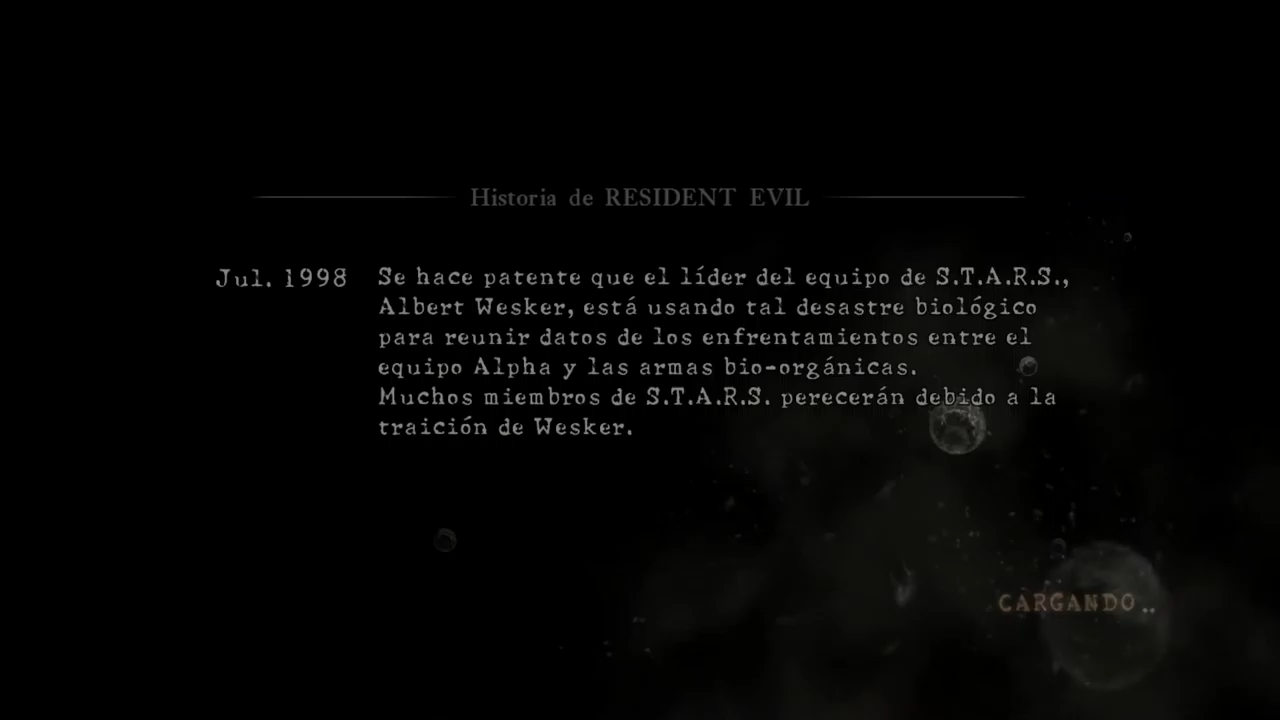 Historia de RESIDENT EVIL
Jul. 1998 Se hace patente que el líder del equipo de S.T.A.R.S.,
Albert Wesker, está usando tal desastre biológico
para reunir datos de los enfrentamientos entre el
equipo Alpha y las armas bio-orgánicas.
Muchos miembros de S.T.A.R.S. perecerán debido a la
traición de Wesker.
CARGANDO..